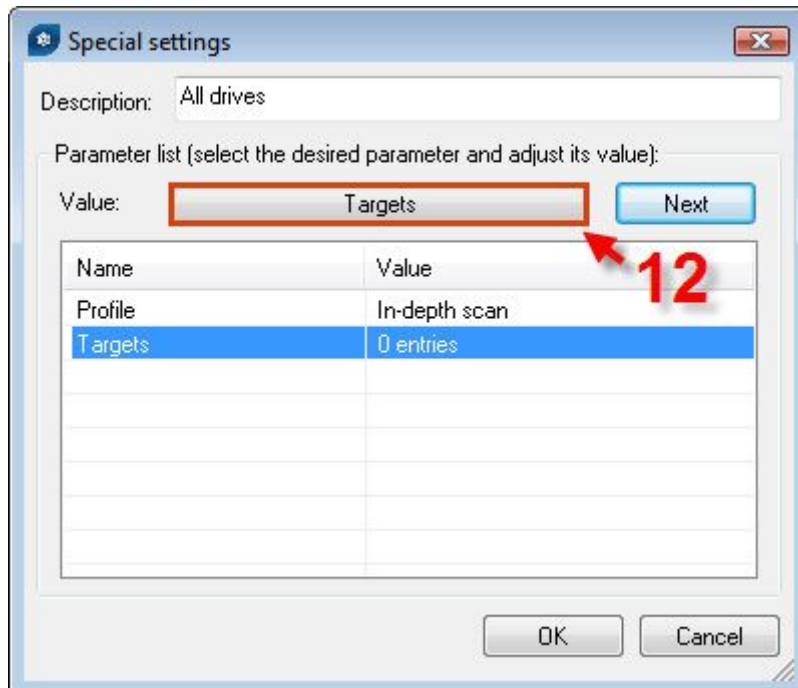 Special settings
Description: All drives
Parameter list (select the desired parameter and adjust its value):
Value: Targets Next
12
Name Value
Profile In-depth scan
Targets 0 entries
OK Cancel